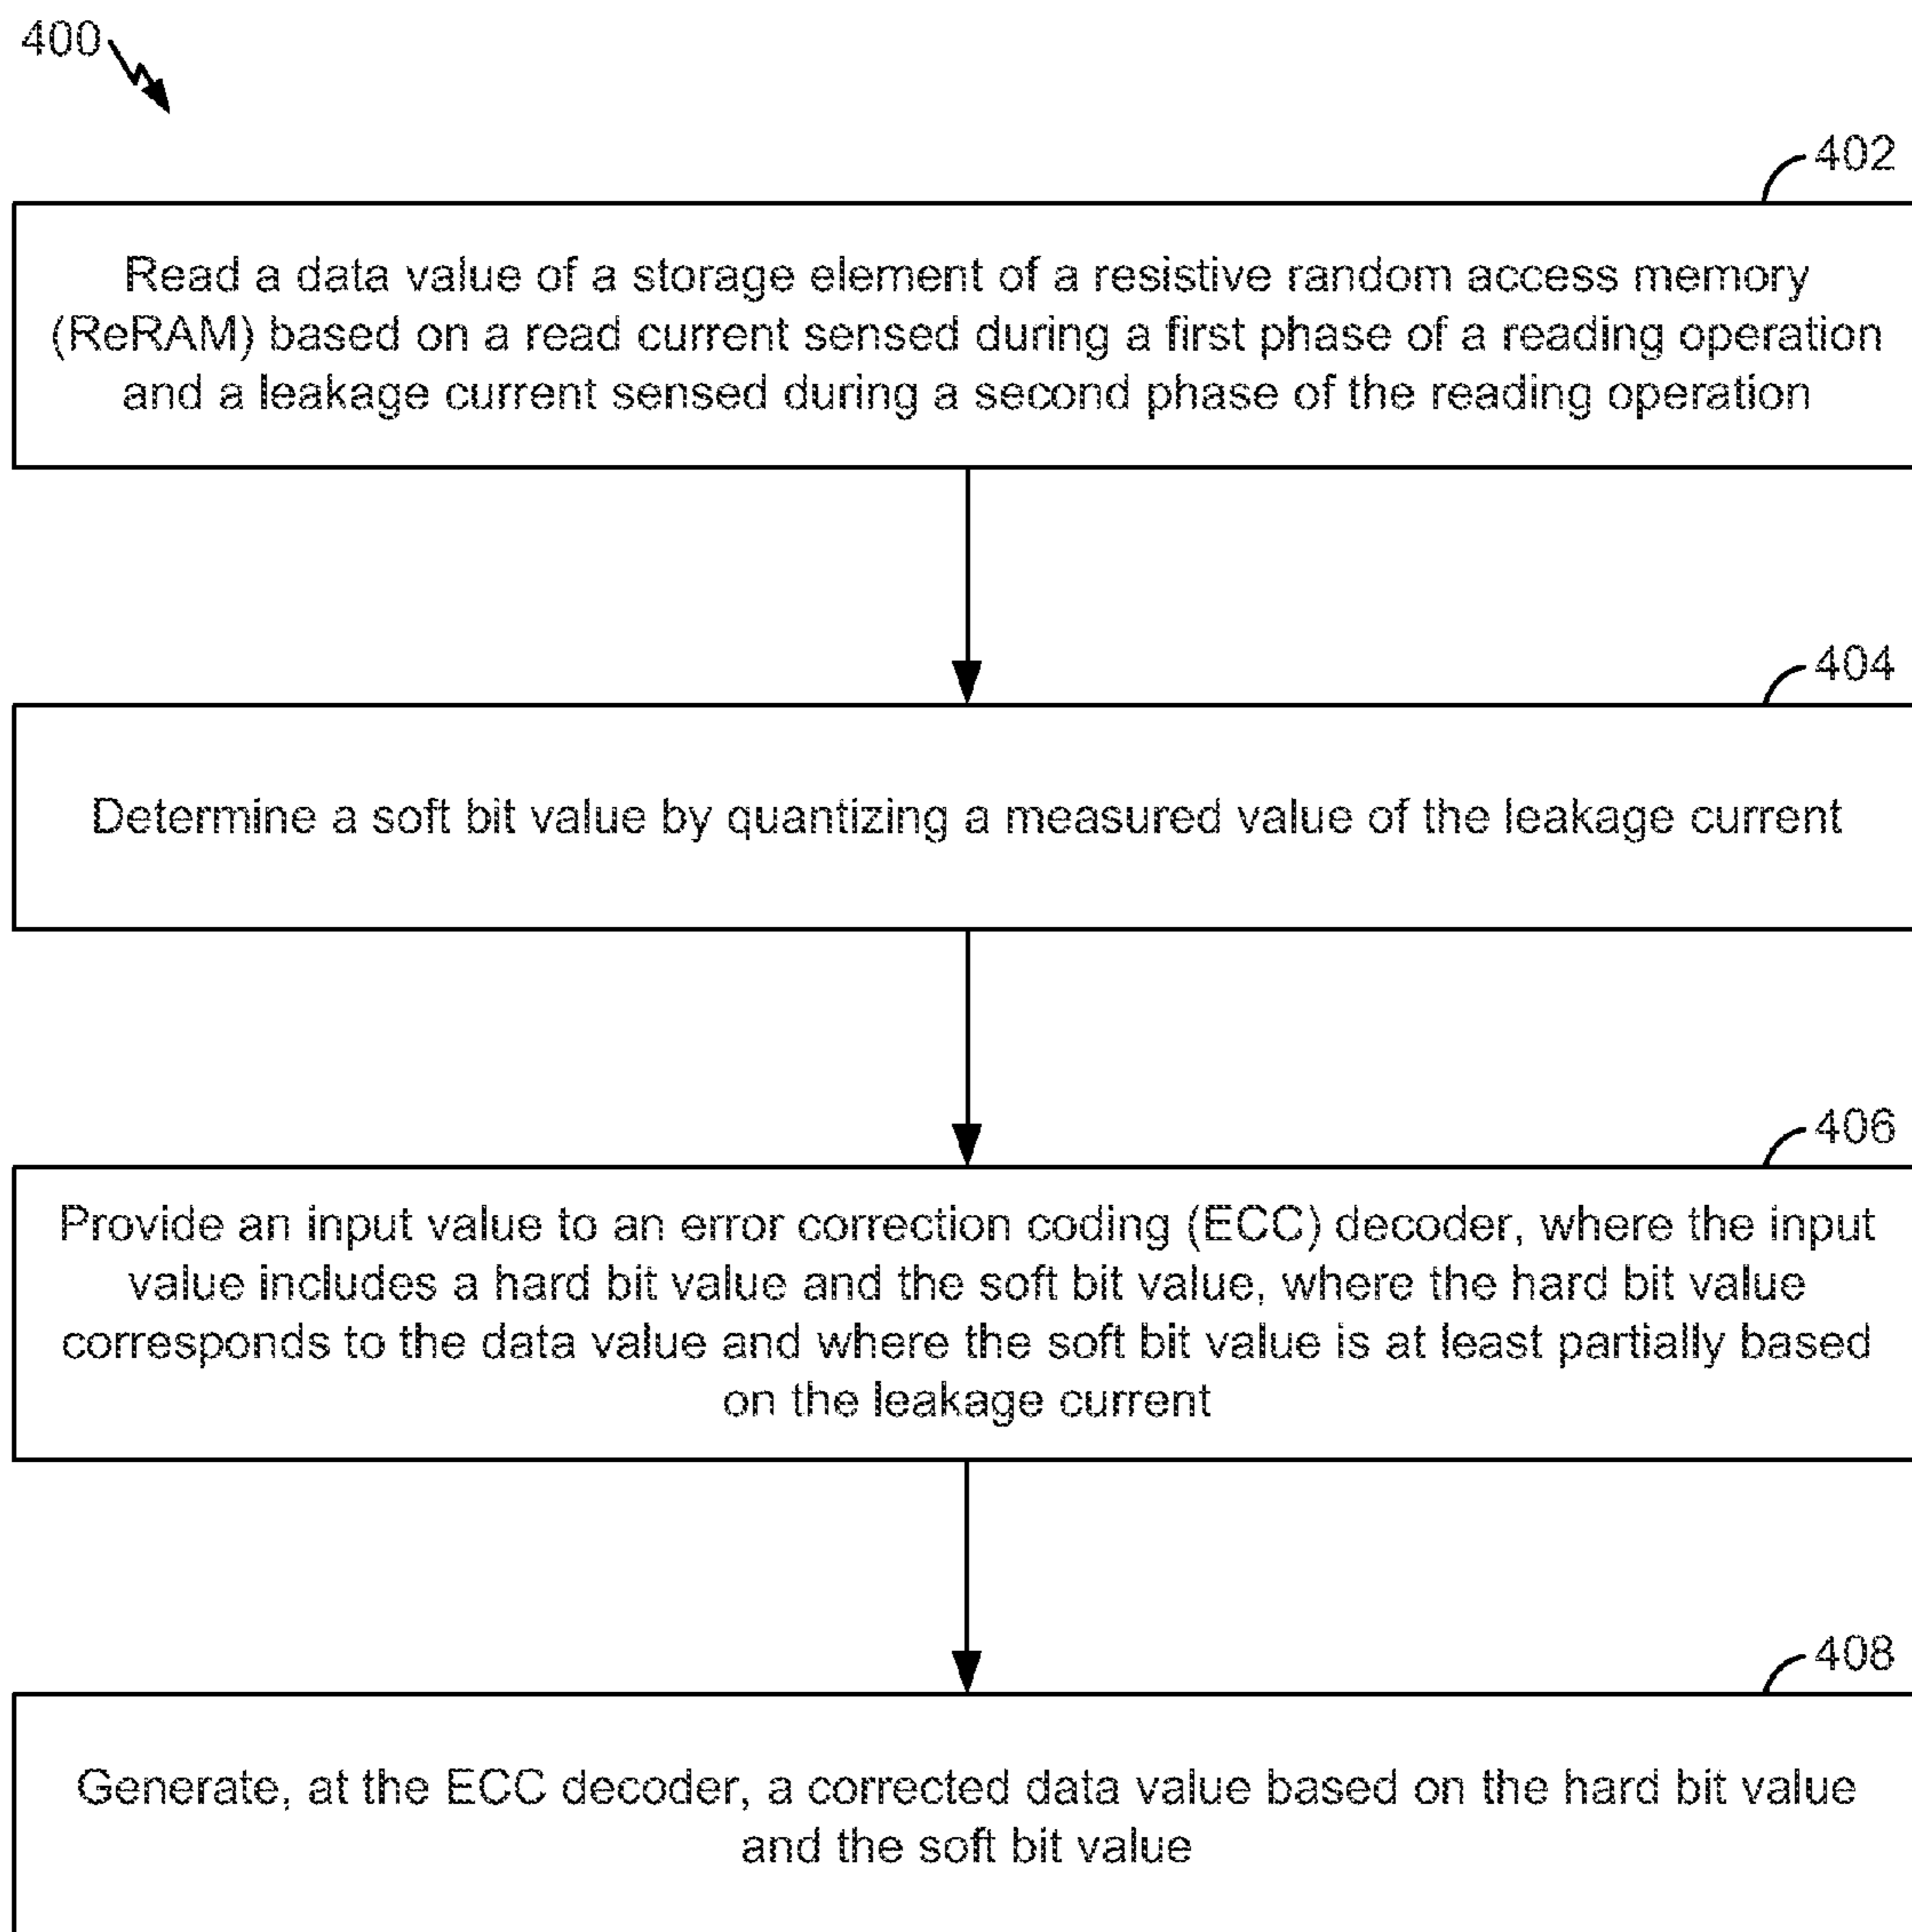 400
402
Read a data value of a storage element of a resistive random access memory
(ReRAM) based on a read current sensed during a first phase of a reading operation
and a leakage current sensed during a second phase of the reading operation
404
Determine a soft bit value by quantizing a measured value of the leakage current
406
Provide an input value to an error correction coding (ECC) decoder, where the input
value includes a hard bit value and the soft bit value, where the hard bit value
corresponds to the data value and where the soft bit value is at least partially based
on the leakage current
408
Generate, at the ECC decoder, a corrected data value based on the hard bit value
and the soft bit value